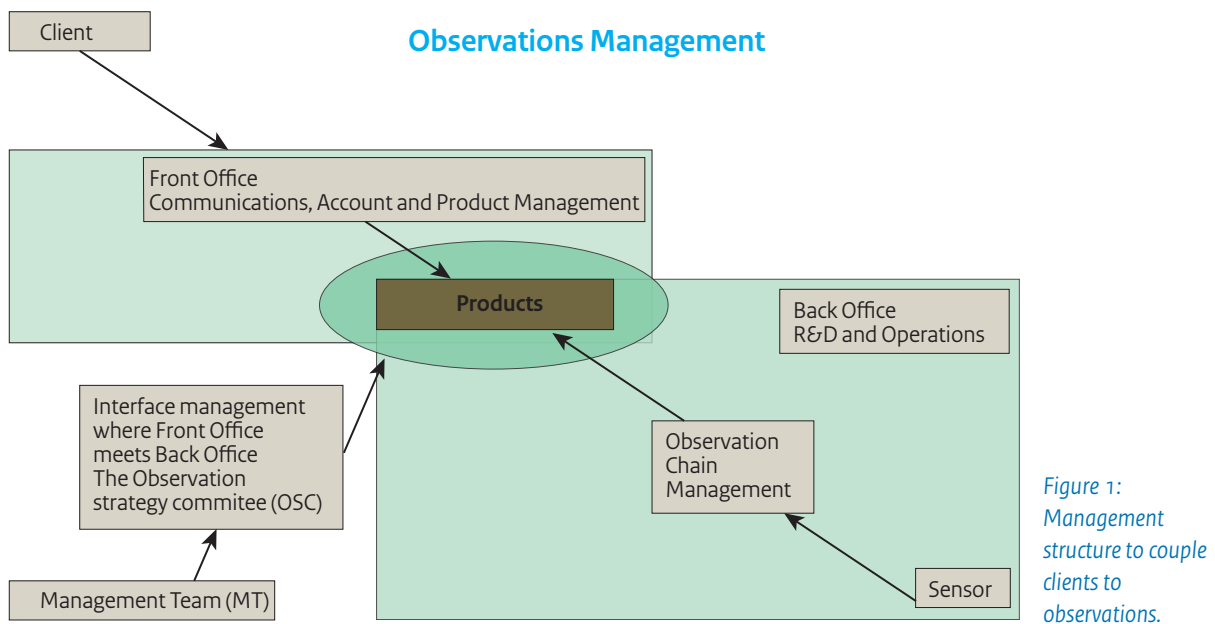 Client
Observations Management
Front Office
Communications, Account and Product Management
Products
Back Office
R&D and Operations
Interface management
where Front Office
meets Back Office
The Observation
strategy commitee (OSC)
Observation
Chain
Management
Sensor
Management Team (MT)
Figure 1:
Management
structure to couple
clients to
observations.